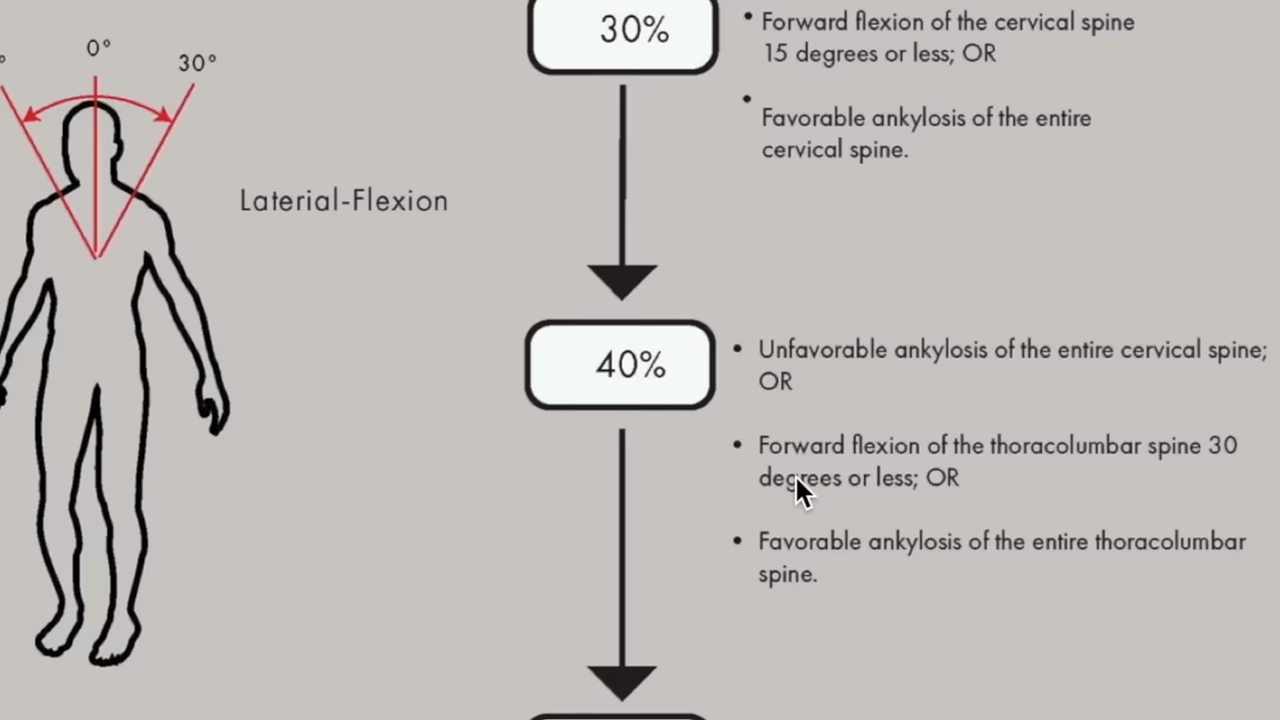 0°
°
30°
Laterial-Flexion
30%
• Forward flexion of the cervical spine
15 degrees or less; OR
• Favorable ankylosis of the entire
cervical spine.
40%
• Unfavorable ankylosis of the entire cervical spine;
OR
• Forward flexion of the thoracolumbar spine 30
degrees or less; OR
• Favorable ankylosis of the entire thoracolumbar
spine.